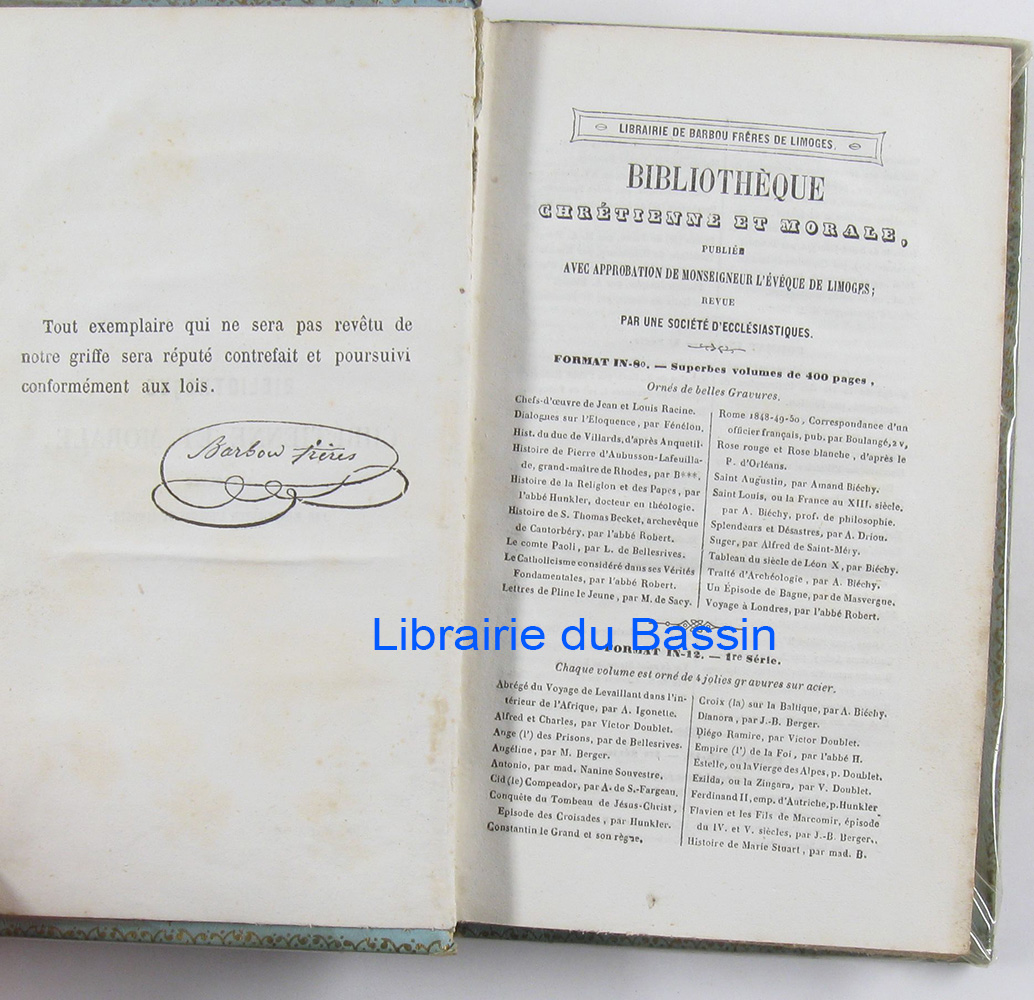 Tout exemplaire qui ne sera pas revêtu de
notre griffe sera réputé contrefait et poursuivi
conformément aux lois.
Barbou frères
LIBRAIRIE DE BARBOU FRÊRES DE LIMOGES.
BIBLIOTHÈQUE
CHRÉTIENNE ET MORALE,
PUBLIÉE
AVEC APPROBATION DE MONSEIGNEUR L'ÉVÊQUE DE LIMOGES;
REVUE
PAR UNE SOCIÉTÉ D'ECCLÉSIASTIQUES.
FORMAT IN-8º. — Superbes volumes de 400 pages,
Ornés de belles Gravures.
Chefs-d'œuvre de Jean et Louis Racine.
Dialogues sur l'Eloquence, par Fénélon.
Hist. du duc de Villards, d'après Anquetil.
Histoire de Pierre d'Aubusson-Lafeuilla-
de, grand-maître de Rhodes, par B***.
Histoire de la Religion et des Papes, par
l'abbé Hunkler, docteur en théologie.
Histoire de S. Thomas Becket, archevêque
de Cantorbéry, par l'abbé Robert.
Le comte Paoli, par L. de Bellesrives.
Le Catholicisme considéré dans ses Vérités
Fondamentales, par l'abbé Robert.
Lettres de Pline le Jeune, par M. de Sacy.
Rome 1848-49-50, Correspondance d'un
officier français, pub. par Boulangé, 2 v,
Rose rouge et Rose blanche, d'après le
P. d'Orléans.
Saint Augustin, par Amand Biéchy.
Saint Louis, ou la France au XIII. siècle,
par A. Biéchy, prof. de philosophie.
Splendeurs et Désastres, par A. Driou.
Suger, par Alfred de Saint-Méry.
Tableau du siècle de Léon X, par Biéchy.
Traité d'Archéologie, par A. Biéchy.
Un Épisode de Bagne, par de Masvergne.
Voyage à Londres, par l'abbé Robert.
Librairie du Bassin
FORMAT IN-12. — 1re Série.
Chaque volume est orné de 4 jolies gravures sur acier.
Abrégé du Voyage de Levaillant dans l'in-
térieur de l'Afrique, par A. Igonette.
Alfred et Charles, par Victor Doublet.
Ange (l') des Prisons, par de Bellesrives.
Angéline, par M. Berger.
Antonio, par mad. Nanine Souvestre.
Cid (le) Compeador, par A. de S.-Fargeau.
Conquête du Tombeau de Jésus-Christ,
Episode des Croisades, par Hunkler.
Constantin le Grand et son règne.
Croix (la) sur la Baltique, par A. Biéchy.
Dianora, par J.-B. Berger.
Diégo Ramire, par Victor Doublet.
Empire (l') de la Foi, par l'abbé H.
Estelle, ou la Vierge des Alpes, p. Doublet.
Exilda, ou la Zingara, par V. Doublet.
Ferdinand II, emp. d'Autriche, p. Hunkler
Flavien et les Fils de Marcomir, épisode
du IV. et V. siècles, par J.-B. Berger.
Histoire de Marie Stuart, par mad. B.